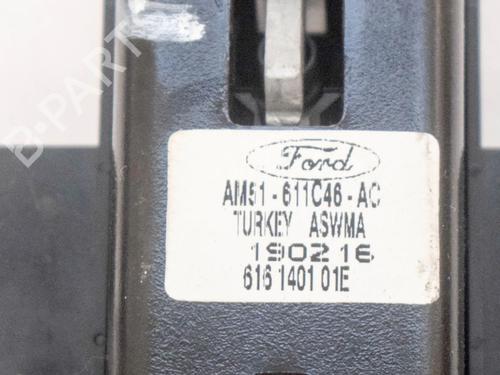 B-PARTS
Ford
AM51-611C46-AC
TURKEY ASWMA
190216
616 1401 01E